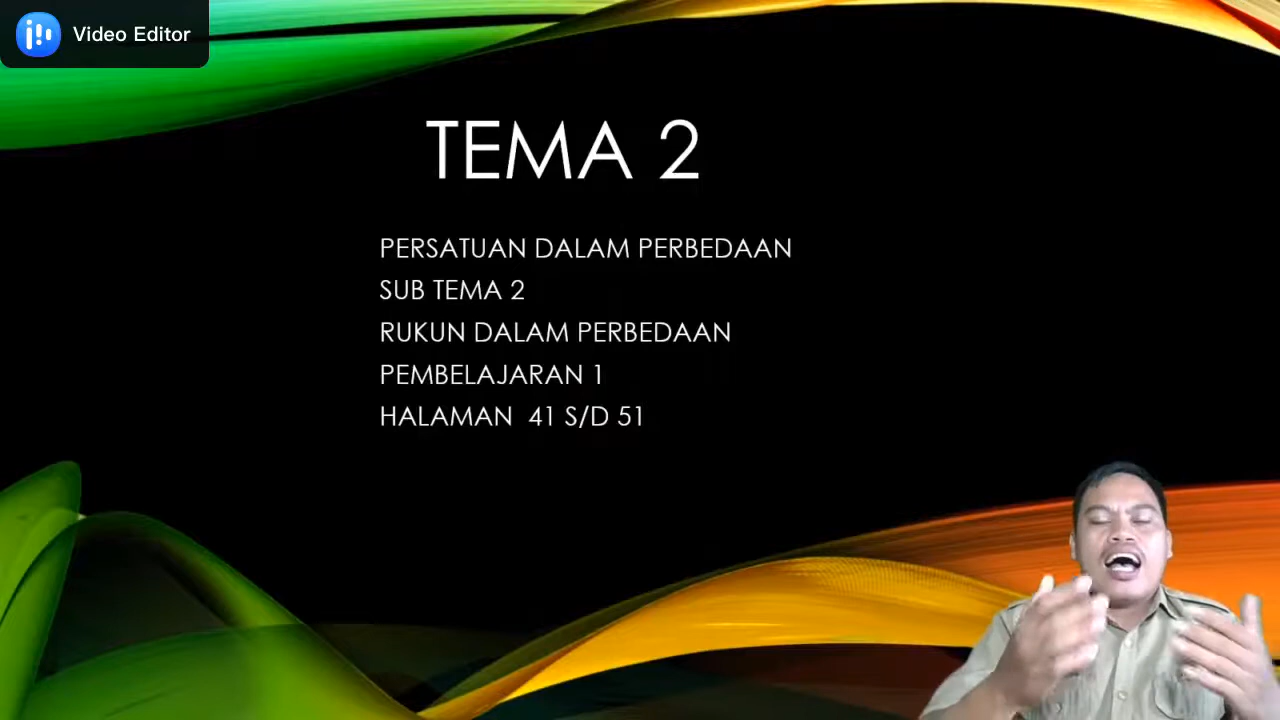 Video Editor
TEMA 2
PERSATUAN DALAM PERBEDAAN
SUB TEMA 2
RUKUN DALAM PERBEDAAN
PEMBELAJARAN 1
HALAMAN 41 S/D 51